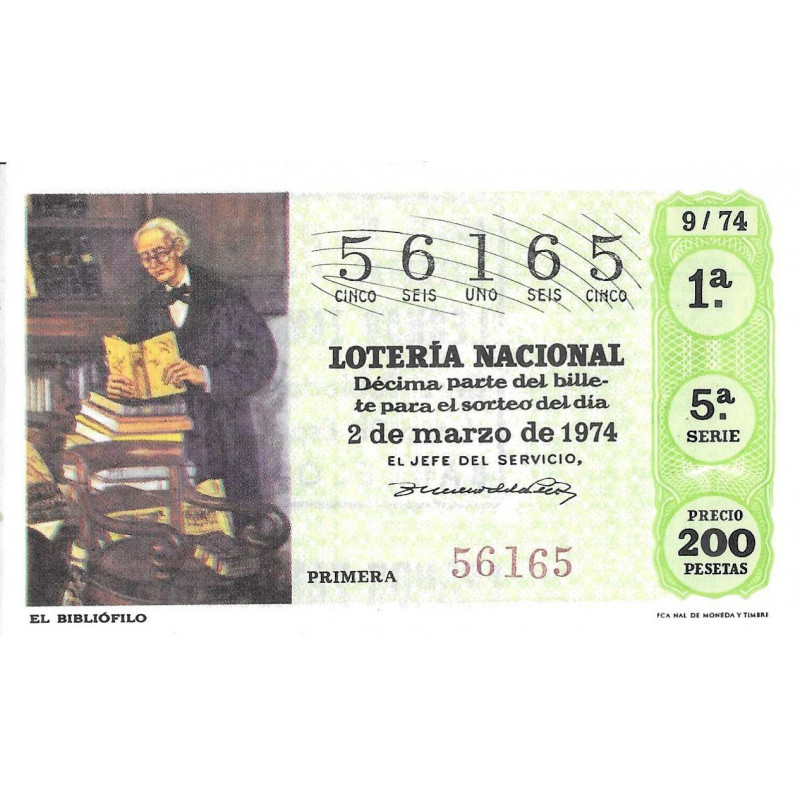 EL BIBLIÓFILO
5 6 1 6 5
CINCO SEIS UNO SEIS CINCO
LOTERÍA NACIONAL
Décima parte del bille-
te para el sorteo del día
2 de marzo de 1974
EL JEFE DEL SERVICIO,
PRIMERA 56165
9/74
1ª.
5ª
SERIE
PRECIO
200
PESETAS
FCA NAL DE MONEDA Y TIMBRE